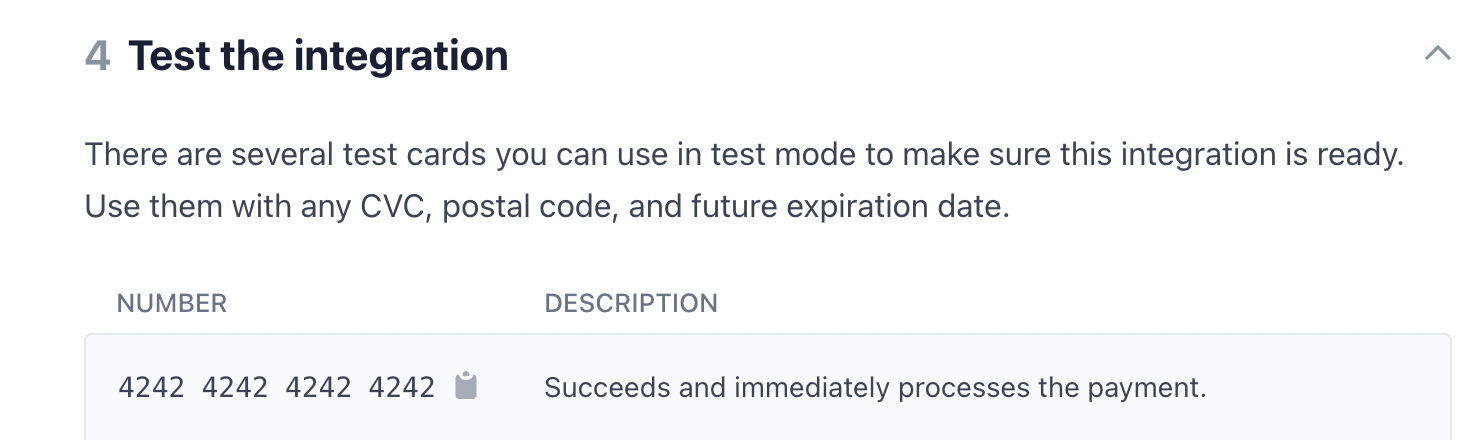 4 Test the integration
There are several test cards you can use in test mode to make sure this integration is ready.
Use them with any CVC, postal code, and future expiration date.
NUMBER DESCRIPTION
4242 4242 4242 4242 Succeeds and immediately processes the payment.